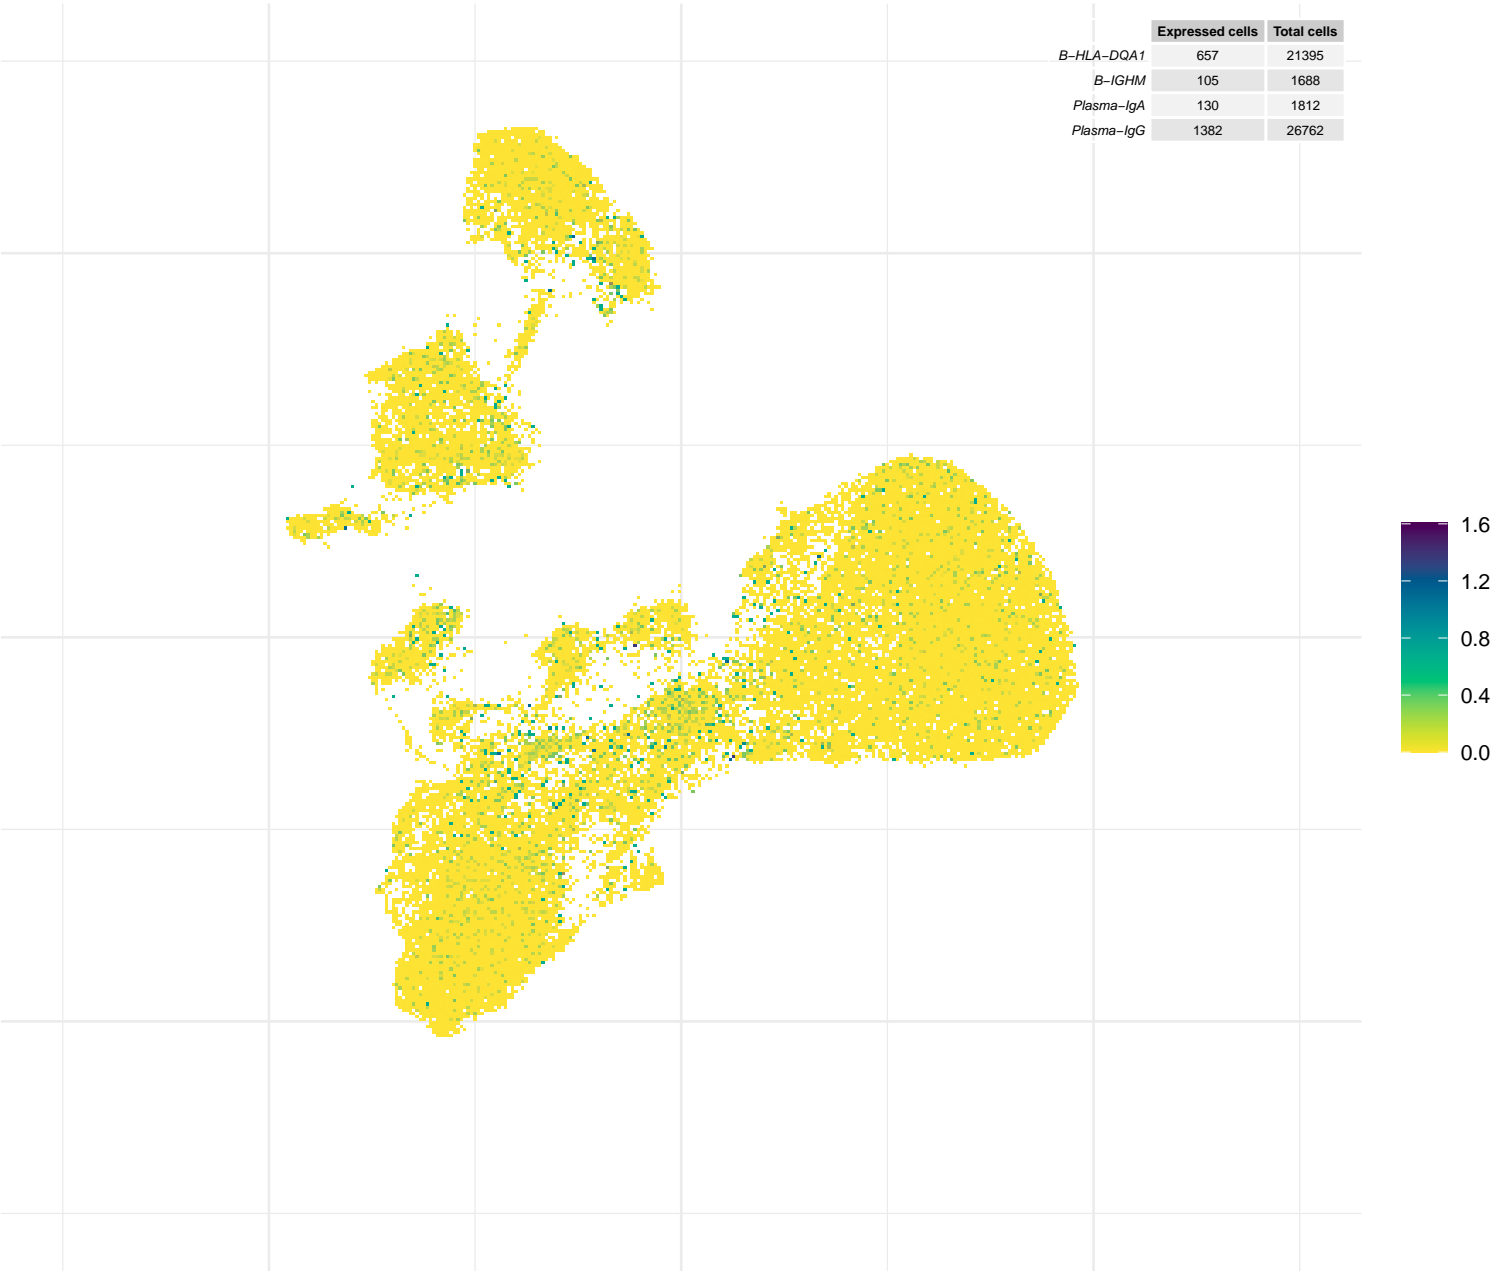 Expressed cells Total cells
B−HLA−DQA1 657 21395
B−IGHM 105 1688
Plasma−IgA 130 1812
Plasma−IgG 1382 26762
1.6
1.2
0.8
0.4
0.0